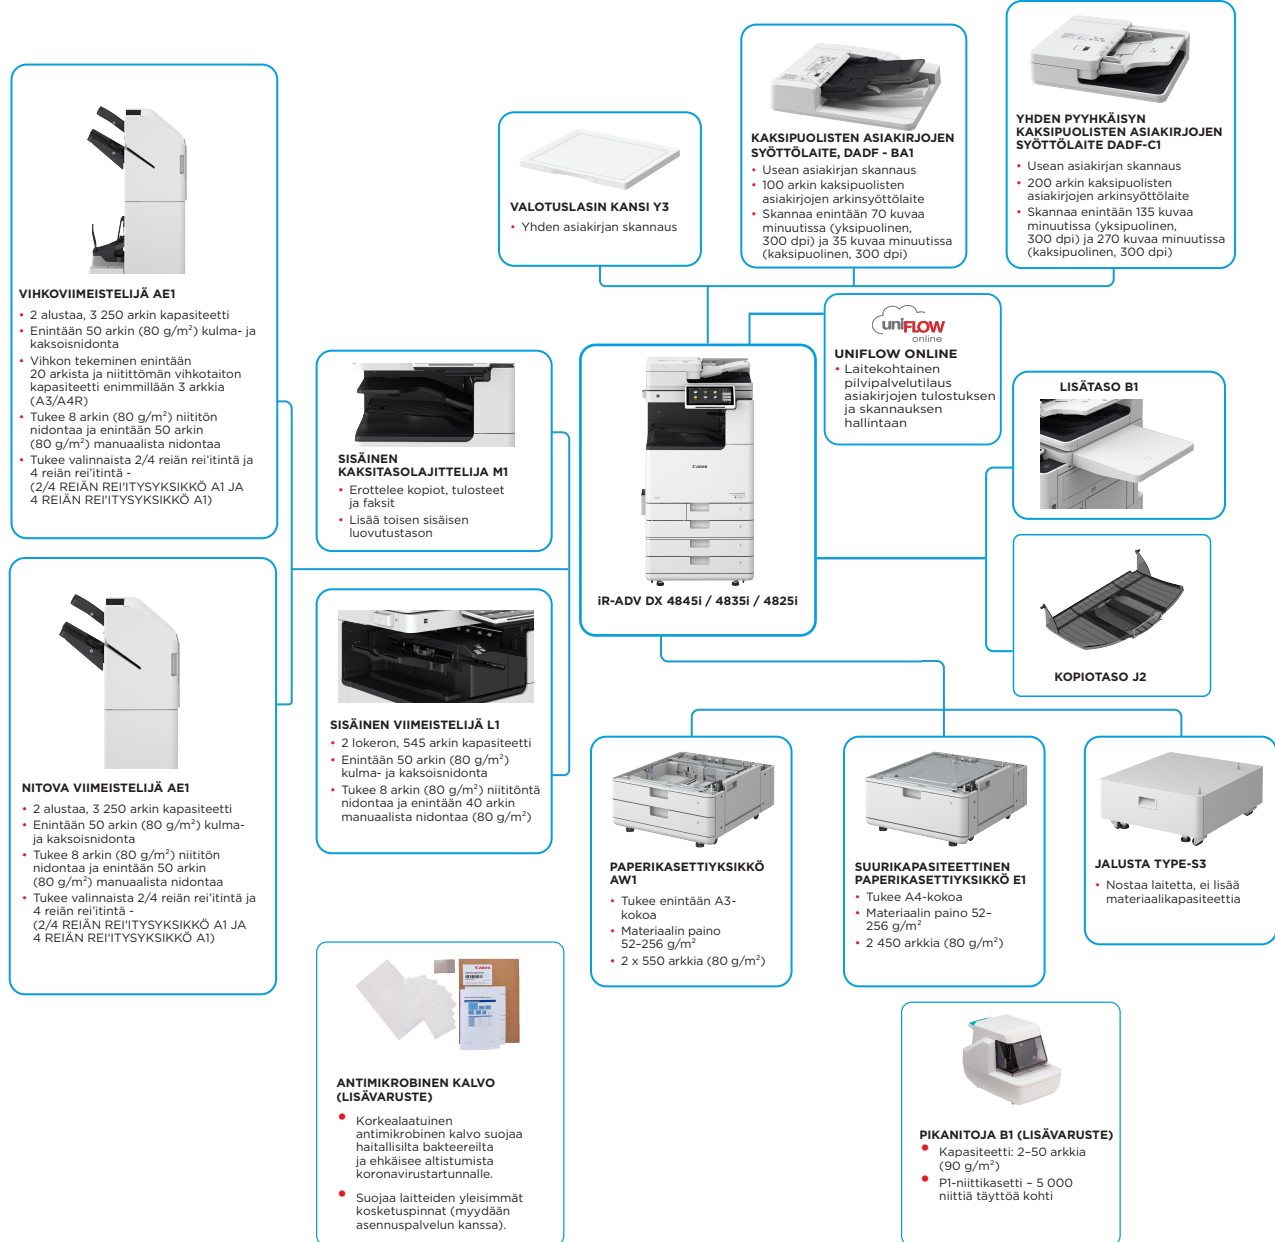 VIHKOVIIMEISTELIJÄ AE1
• 2 alustaa, 3 250 arkin kapasiteetti
• Enintään 50 arkin (80 g/m²) kulma- ja
kaksoisnidonta
• Vihkon tekeminen enintään
20 arkista ja niitittömän vihkotaiton
kapasiteetti enimmillään 3 arkkia
(A3/A4R)
• Tukee 8 arkin (80 g/m²) niititön
nidontaa ja enintään 50 arkin
(80 g/m²) manuaalista nidontaa
• Tukee valinnaista 2/4 reiän rei'itintä ja
4 reiän rei'itintä -
(2/4 REIÄN REI'ITYSYKSIKKÖ A1 JA
4 REIÄN REI'ITYSYKSIKKÖ A1)
NITOVA VIIMEISTELIJÄ AE1
• 2 alustaa, 3 250 arkin kapasiteetti
• Enintään 50 arkin (80 g/m²) kulma-
ja kaksoisnidonta
• Tukee 8 arkin (80 g/m²) niititön
nidontaa ja enintään 50 arkin
(80 g/m²) manuaalista nidontaa
• Tukee valinnaista 2/4 reiän rei'itintä ja
4 reiän rei'itintä -
(2/4 REIÄN REI'ITYSYKSIKKÖ A1 JA
4 REIÄN REI'ITYSYKSIKKÖ A1)
SISÄINEN
KAKSITASOLAJITTELIJA M1
• Erottelee kopiot, tulosteet
ja faksit
• Lisää toisen sisäisen
luovutustason
SISÄINEN VIIMEISTELIJÄ L1
• 2 lokeron, 545 arkin kapasiteetti
• Enintään 50 arkin (80 g/m²)
kulma- ja kaksoisnidonta
• Tukee 8 arkin (80 g/m²) niititöntä
nidontaa ja enintään 40 arkin
manuaalista nidontaa (80 g/m²)
VALOTUSLASIN KANSI Y3
• Yhden asiakirjan skannaus
KAKSIPUOLISTEN ASIAKIRJOJEN
SYÖTTÖLAITE, DADF - BA1
• Usean asiakirjan skannaus
• 100 arkin kaksipuolisten
asiakirjojen arkinsyöttölaite
• Skannaa enintään 70 kuvaa
minuutissa (yksipuolinen,
300 dpi) ja 35 kuvaa minuutissa
(kaksipuolinen, 300 dpi)
YHDEN PYYHKÄISYN
KAKSIPUOLISTEN ASIAKIRJOJEN
SYÖTTÖLAITE DADF-C1
• Usean asiakirjan skannaus
• 200 arkin kaksipuolisten
asiakirjojen arkinsyöttölaite
• Skannaa enintään 135 kuvaa
minuutissa (yksipuolinen,
300 dpi) ja 270 kuvaa minuutissa
(kaksipuolinen, 300 dpi)
uniFLOW
online
UNIFLOW ONLINE
• Laitekohtainen
pilvipalvelutilaus
asiakirjojen tulostuksen
ja skannauksen
hallintaan
Canon
iR-ADV DX 4845i / 4835i / 4825i
LISÄTASO B1
KOPIOTASO J2
PAPERIKASETTIYKSIKKÖ
AW1
• Tukee enintään A3-
kokoa
• Materiaalin paino
52–256 g/m²
• 2 x 550 arkkia (80 g/m²)
SUURIKAPASITEETTINEN
PAPERIKASETTIYKSIKKÖ E1
• Tukee A4-kokoa
• Materiaalin paino 52–
256 g/m²
• 2 450 arkkia (80 g/m²)
JALUSTA TYPE-S3
• Nostaa laitetta, ei lisää
materiaalikapasiteettia
Canon
ANTIMIKROBINEN KALVO
(LISÄVARUSTE)
• Korkealaatuinen
antimikrobinen kalvo suojaa
haitallisilta bakteereilta
ja ehkäisee altistumista
koronavirustartunnalle.
• Suojaa laitteiden yleisimmät
kosketuspinnat (myydään
asennuspalvelun kanssa).
PIKANITOJA B1 (LISÄVARUSTE)
• Kapasiteetti: 2–50 arkkia
(90 g/m²)
• P1-niittikasetti – 5 000
niittiä täyttöä kohti